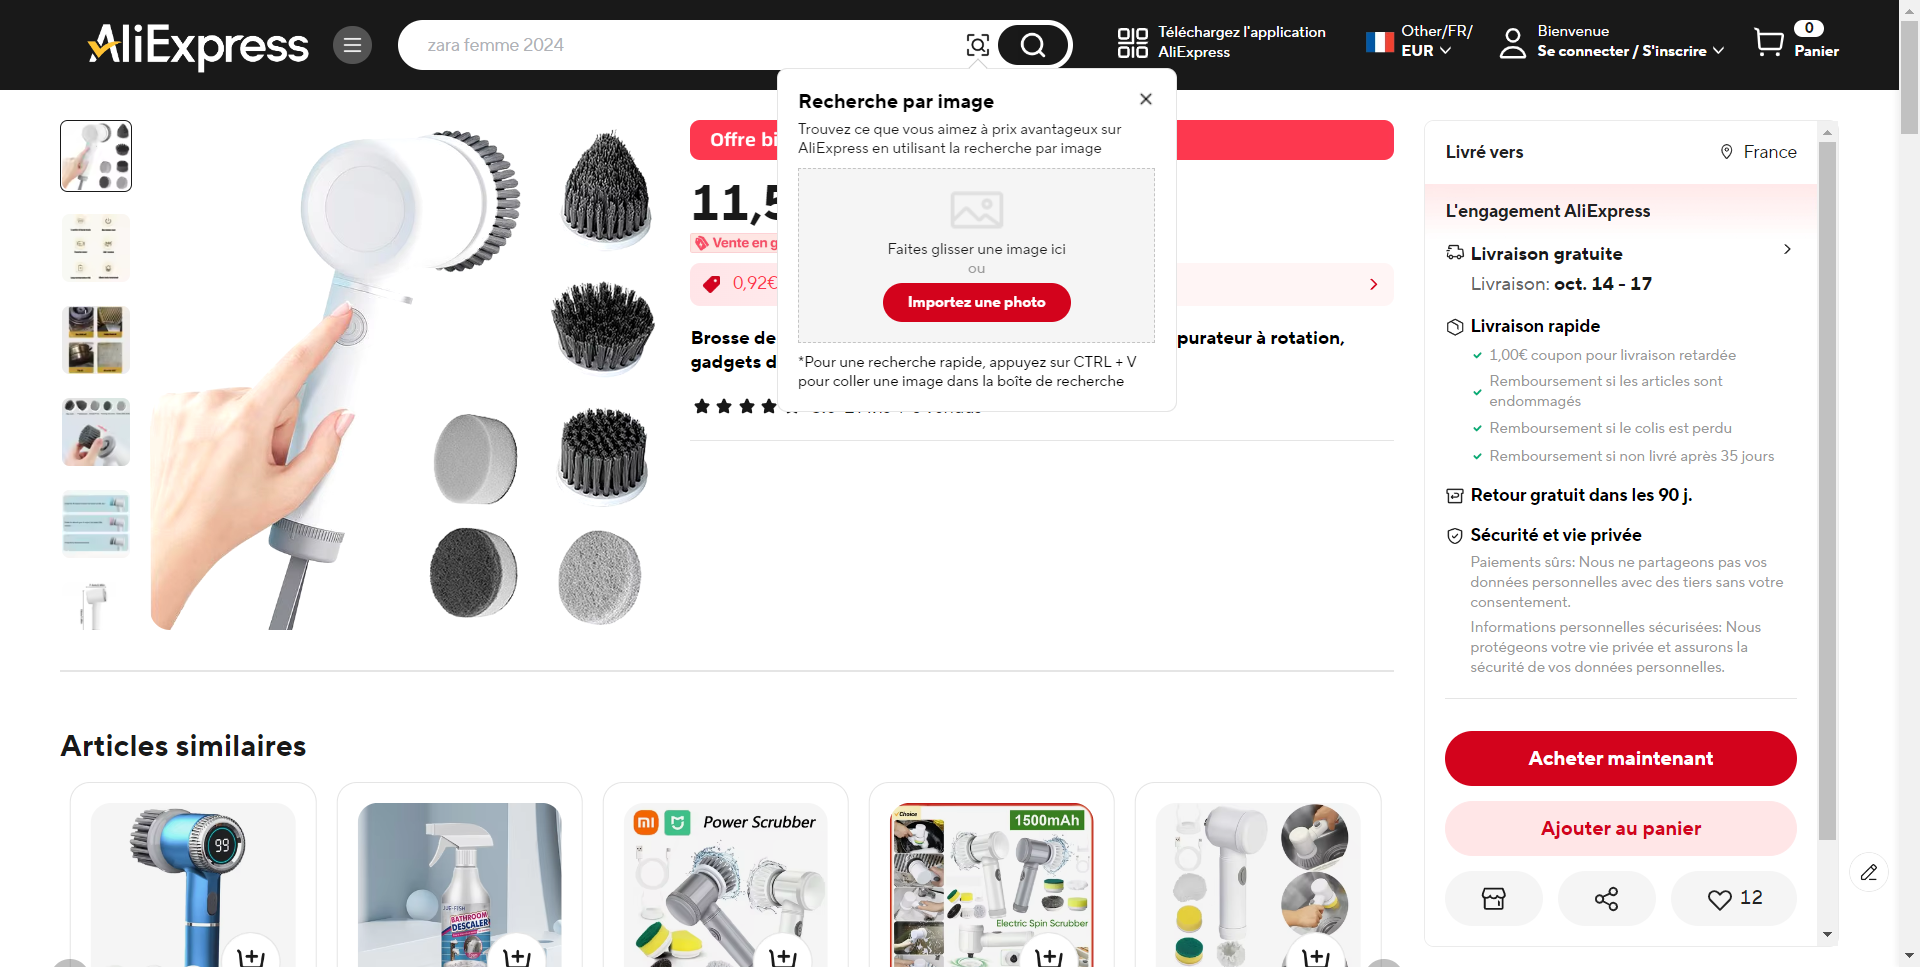 AliExpress
zara femme 2024
Téléchargez l'application
AliExpress
Other/FR/
EUR
Bienvenue
Se connecter / S'inscrire
0
Panier
Recherche par image
Trouvez ce que vous aimez à prix avantageux sur
AliExpress en utilisant la recherche par image
Faites glisser une image ici
ou
Importez une photo
*Pour une recherche rapide, appuyez sur CTRL + V
pour coller une image dans la boîte de recherche
Offre bi
11,5
Vente en g
0,92€
Brosse de
purateur à rotation,
gadgets d
Livré vers
France
L'engagement AliExpress
Livraison gratuite
Livraison: oct. 14 - 17
Livraison rapide
1,00€ coupon pour livraison retardée
Remboursement si les articles sont
endommagés
Remboursement si le colis est perdu
Remboursement si non livré après 35 jours
Retour gratuit dans les 90 j.
Sécurité et vie privée
Paiements sûrs: Nous ne partageons pas vos
données personnelles avec des tiers sans votre
consentement.
Informations personnelles sécurisées: Nous
protégeons votre vie privée et assurons la
sécurité de vos données personnelles.
Acheter maintenant
Ajouter au panier
12
Articles similaires
99
BATHROOM
DESCALER
mi
Power Scrubber
Choice
1500mAh
Electric Spin Scrubber